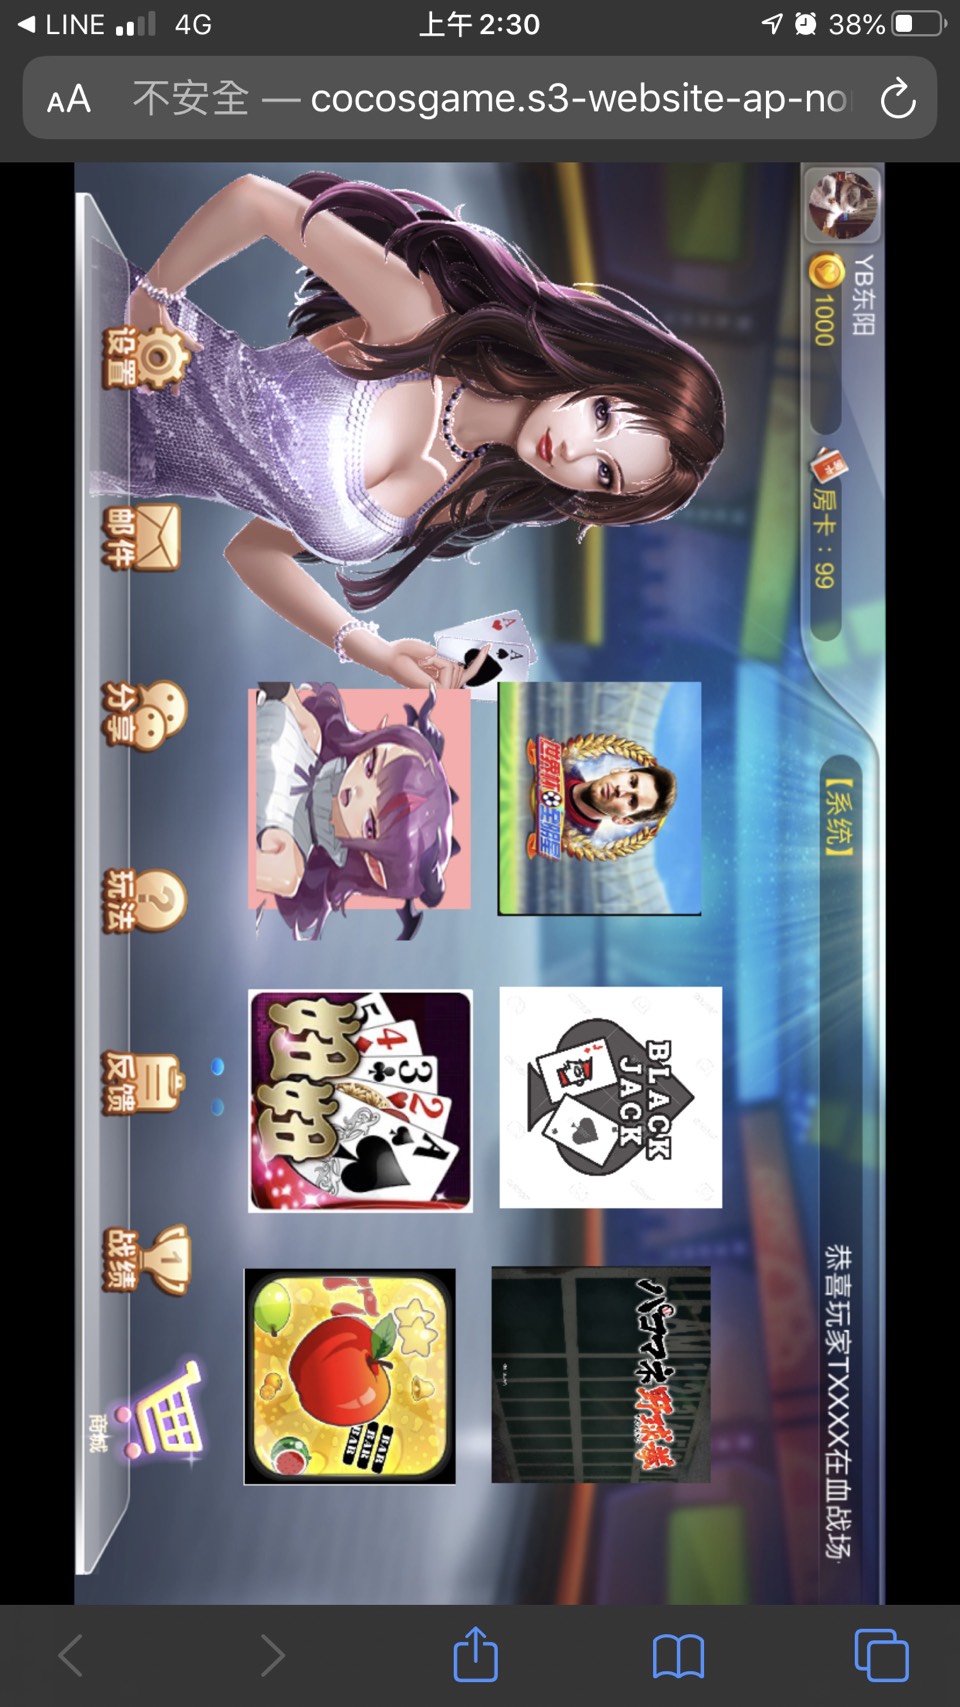 ◀ LINE
4G
上午 2:30
38%
AA
不安全 — cocosgame.s3-website-ap-no
YB东阳
1000
房卡：99
【系统】
恭喜玩家TXXXX在血战场
世界杯全明星
BLACK
JACK
J
パコマネ野球拳
A
A
5
4
3
2
A
妞妞
BAR
BAR
BAR
77
设置
邮件
分享
?
玩法
反馈
1
战绩
商城